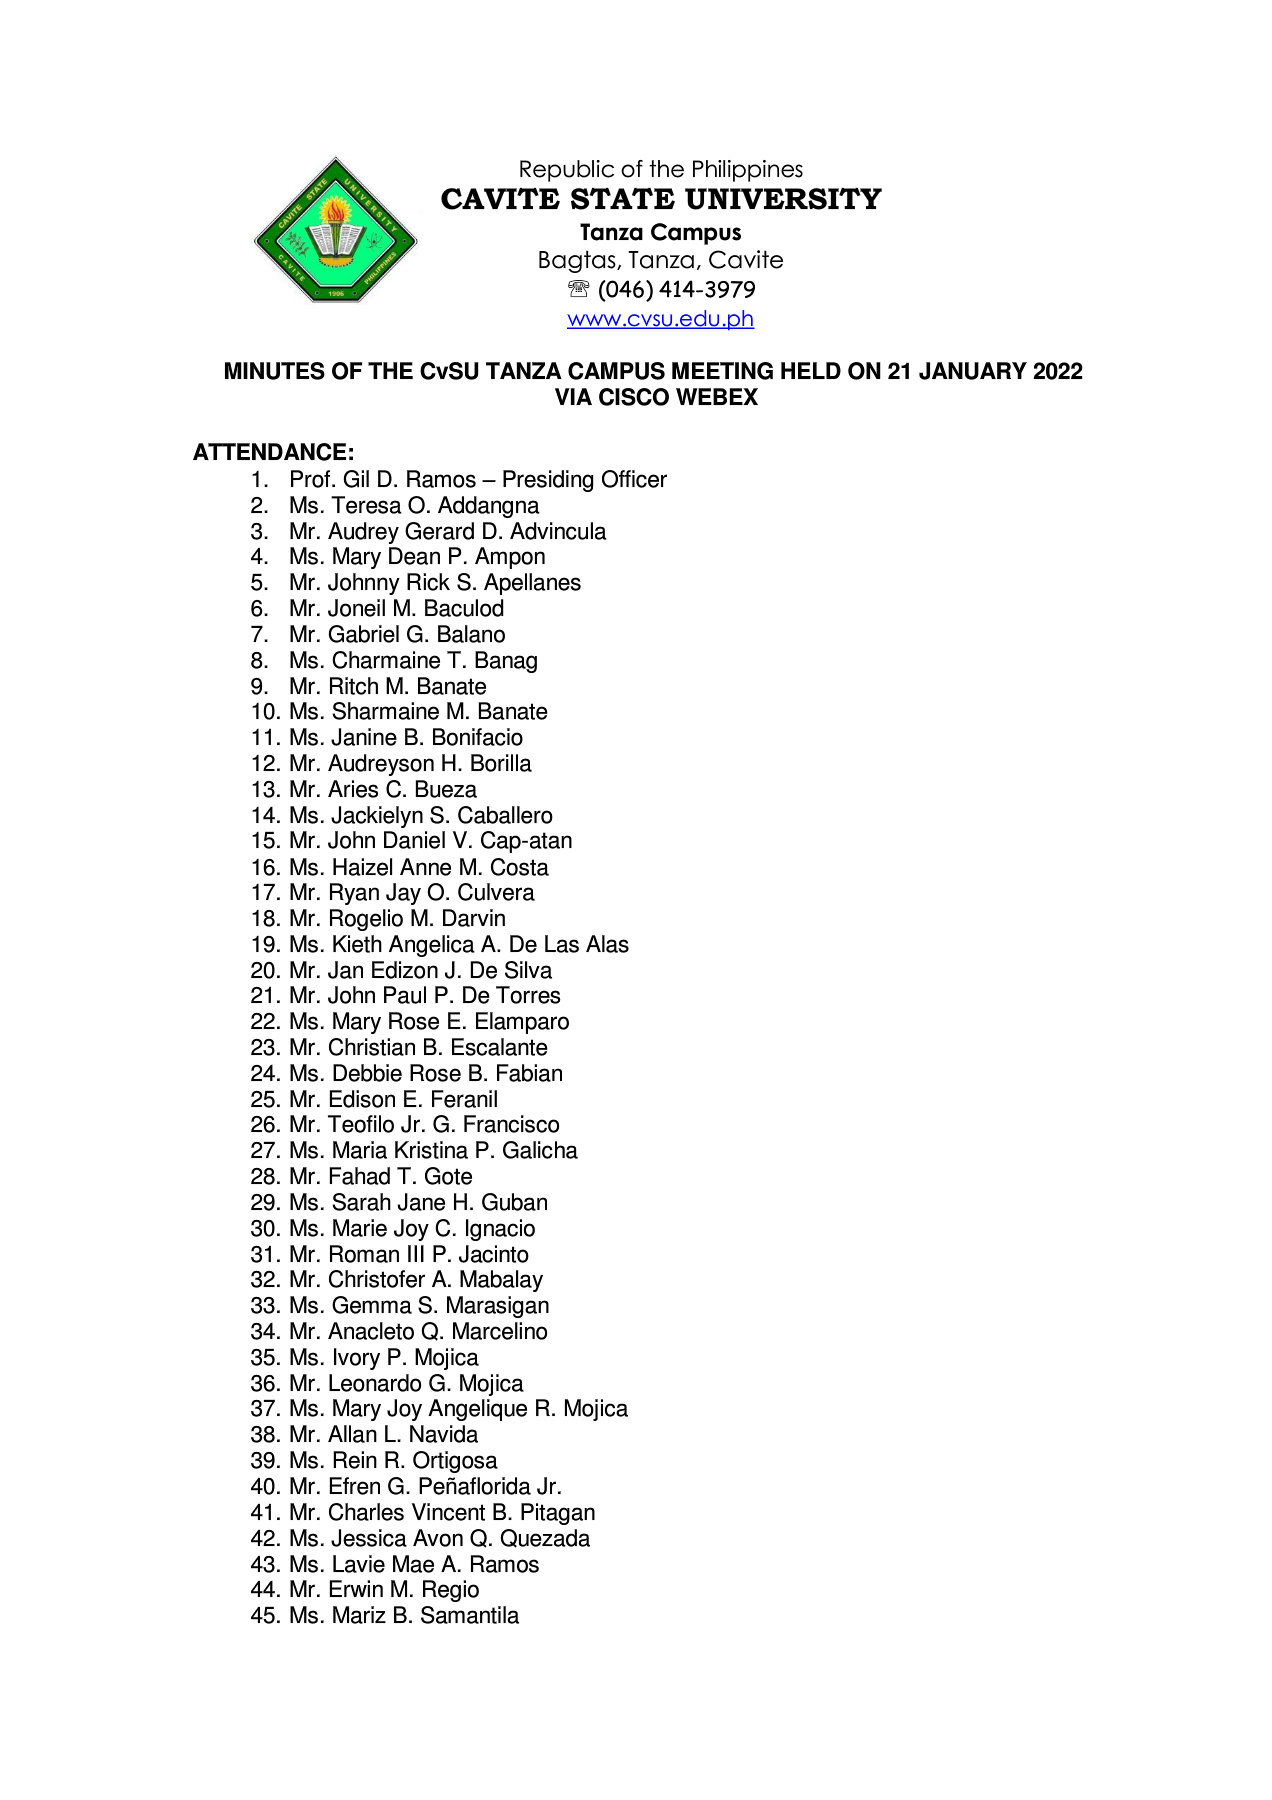 CAVITE STATE UNIVERSITY
CAVITE PHILIPPINES
1906
Republic of the Philippines
CAVITE STATE UNIVERSITY
Tanza Campus
Bagtas, Tanza, Cavite
☏ (046) 414-3979
www.cvsu.edu.ph
MINUTES OF THE CvSU TANZA CAMPUS MEETING HELD ON 21 JANUARY 2022
VIA CISCO WEBEX
ATTENDANCE:
1. Prof. Gil D. Ramos – Presiding Officer
2. Ms. Teresa O. Addangna
3. Mr. Audrey Gerard D. Advincula
4. Ms. Mary Dean P. Ampon
5. Mr. Johnny Rick S. Apellanes
6. Mr. Joneil M. Baculod
7. Mr. Gabriel G. Balano
8. Ms. Charmaine T. Banag
9. Mr. Ritch M. Banate
10. Ms. Sharmaine M. Banate
11. Ms. Janine B. Bonifacio
12. Mr. Audreyson H. Borilla
13. Mr. Aries C. Bueza
14. Ms. Jackielyn S. Caballero
15. Mr. John Daniel V. Cap-atan
16. Ms. Haizel Anne M. Costa
17. Mr. Ryan Jay O. Culvera
18. Mr. Rogelio M. Darvin
19. Ms. Kieth Angelica A. De Las Alas
20. Mr. Jan Edizon J. De Silva
21. Mr. John Paul P. De Torres
22. Ms. Mary Rose E. Elamparo
23. Mr. Christian B. Escalante
24. Ms. Debbie Rose B. Fabian
25. Mr. Edison E. Feranil
26. Mr. Teofilo Jr. G. Francisco
27. Ms. Maria Kristina P. Galicha
28. Mr. Fahad T. Gote
29. Ms. Sarah Jane H. Guban
30. Ms. Marie Joy C. Ignacio
31. Mr. Roman III P. Jacinto
32. Mr. Christofer A. Mabalay
33. Ms. Gemma S. Marasigan
34. Mr. Anacleto Q. Marcelino
35. Ms. Ivory P. Mojica
36. Mr. Leonardo G. Mojica
37. Ms. Mary Joy Angelique R. Mojica
38. Mr. Allan L. Navida
39. Ms. Rein R. Ortigosa
40. Mr. Efren G. Peñaflorida Jr.
41. Mr. Charles Vincent B. Pitagan
42. Ms. Jessica Avon Q. Quezada
43. Ms. Lavie Mae A. Ramos
44. Mr. Erwin M. Regio
45. Ms. Mariz B. Samantila